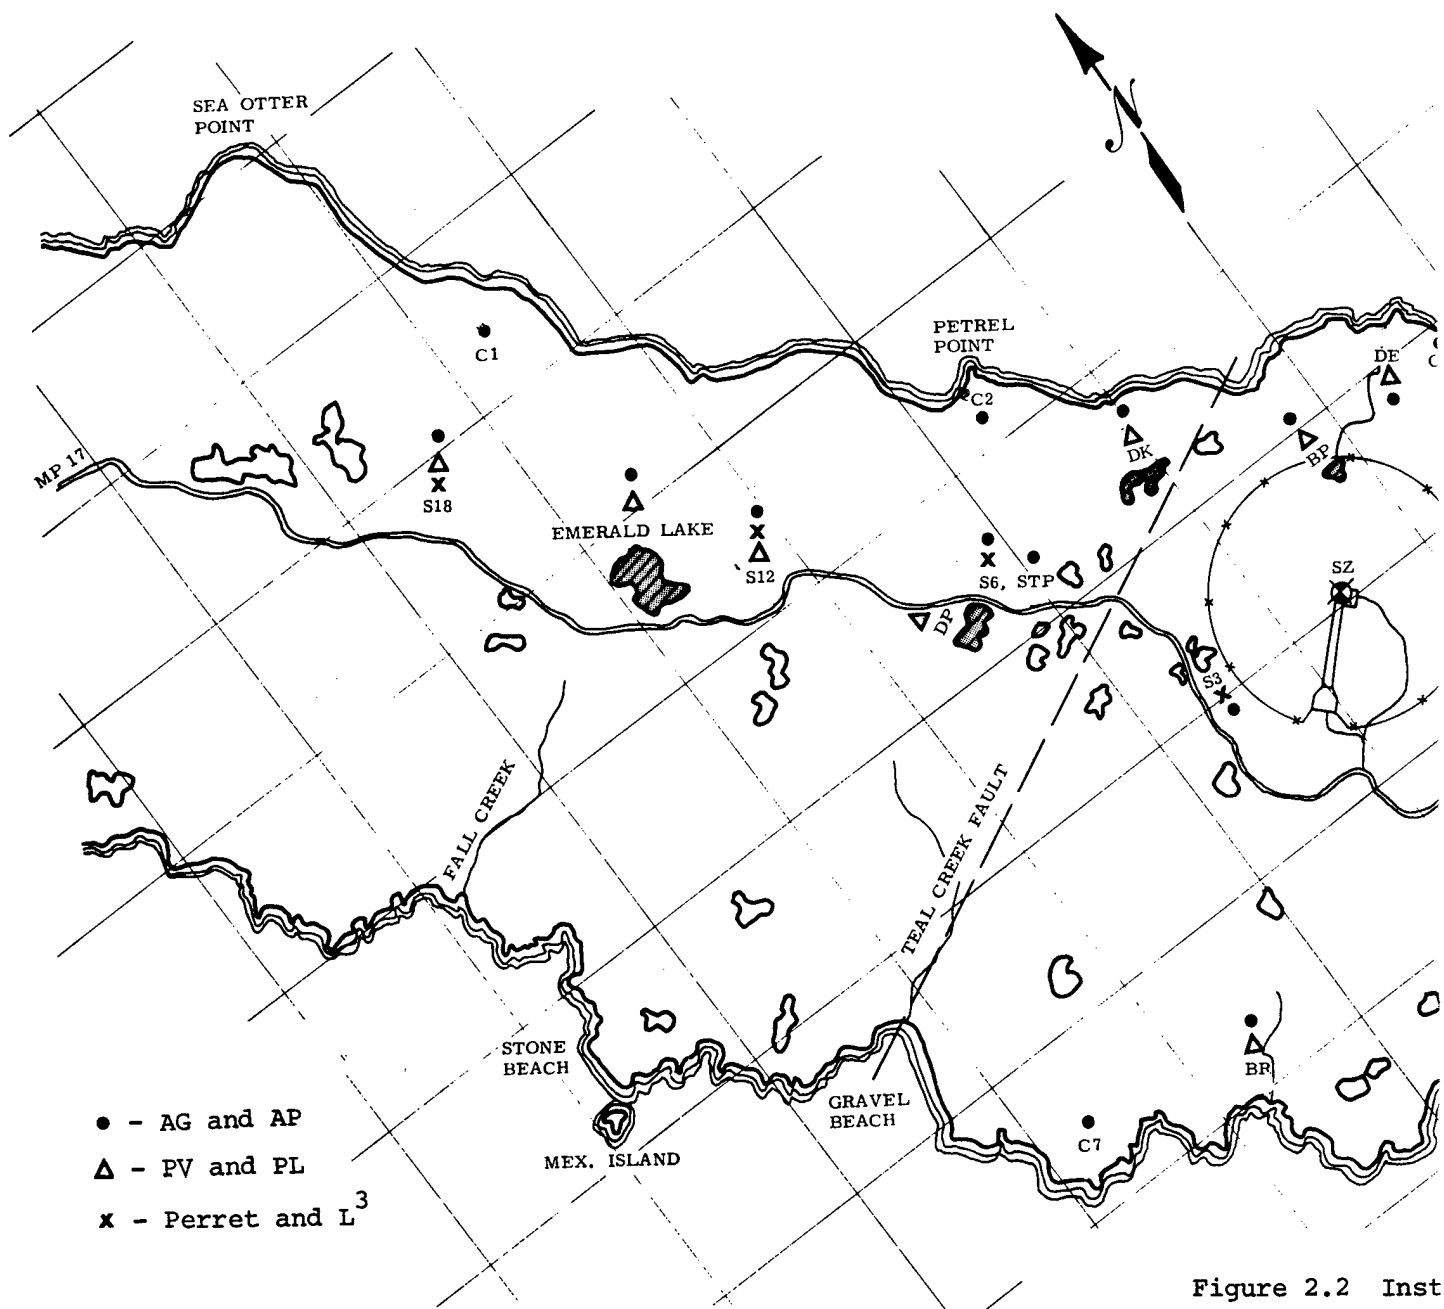 SEA OTTER
POINT
N
C1
PETREL
POINT
C2
DE
C
DK
BP
MP 17
S18
EMERALD LAKE
S12
S6, STP
DP
SZ
S3
FALL CREEK
TEAL CREEK FAULT
STONE
BEACH
GRAVEL
BEACH
BR
C7
MEX. ISLAND
● - AG and AP
△ - PV and PL
x - Perret and L³
Figure 2.2 Inst